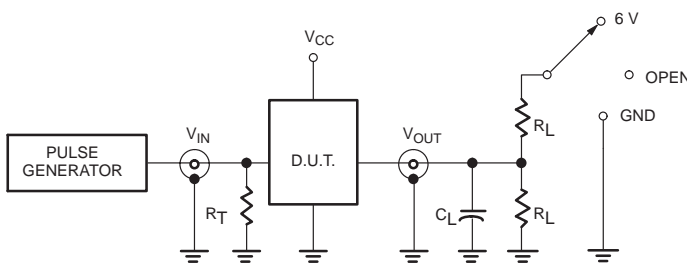 6 V
V_CC
OPEN
GND
R_L
V_IN
V_OUT
PULSE
GENERATOR
D.U.T.
R_T
C_L
R_L